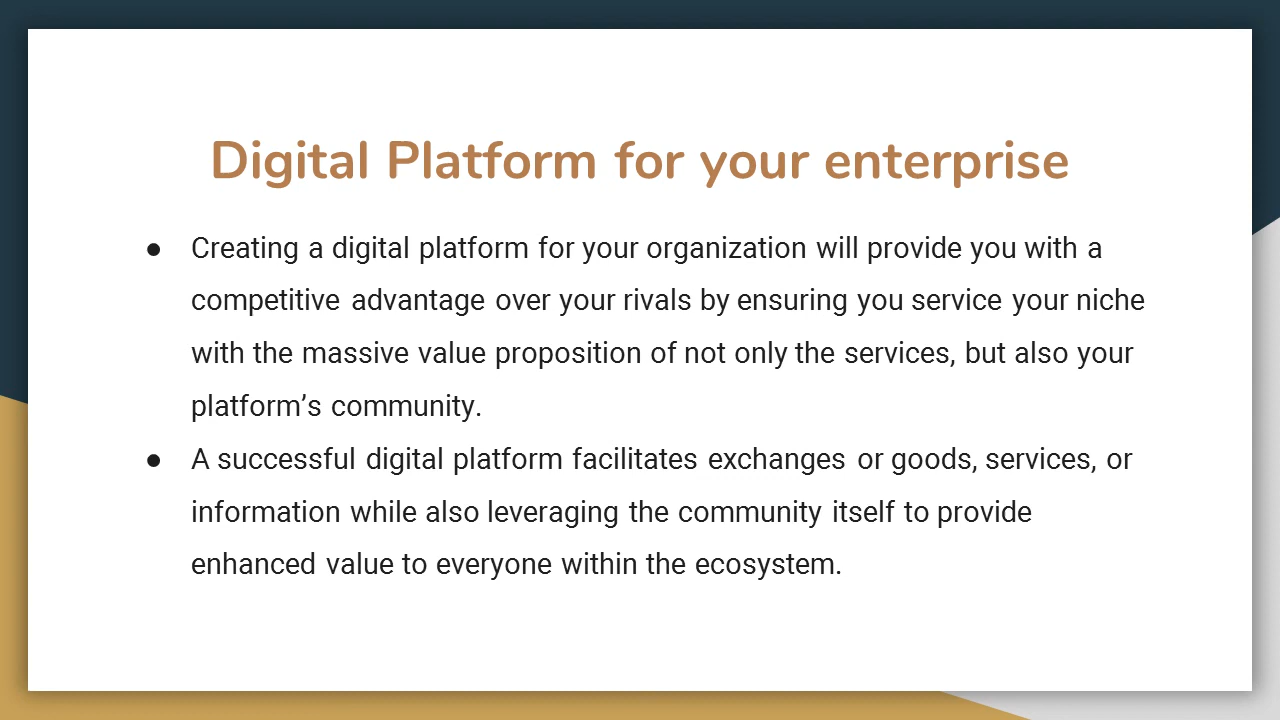 Digital Platform for your enterprise
● Creating a digital platform for your organization will provide you with a
competitive advantage over your rivals by ensuring you service your niche
with the massive value proposition of not only the services, but also your
platform’s community.
● A successful digital platform facilitates exchanges or goods, services, or
information while also leveraging the community itself to provide
enhanced value to everyone within the ecosystem.